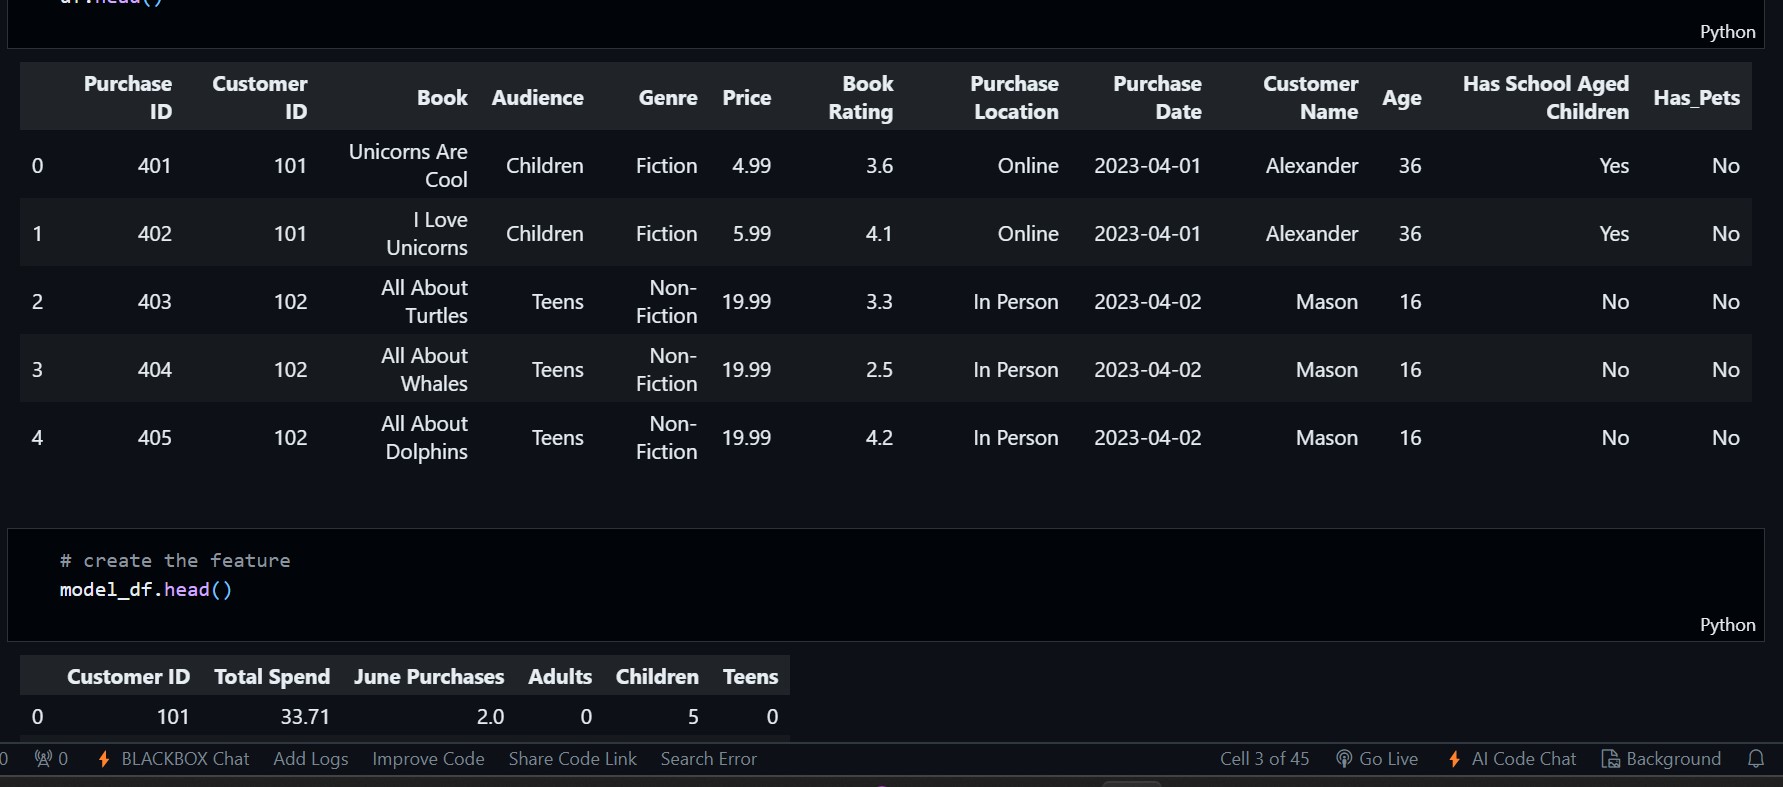 df.head()
Python
Purchase ID Customer ID Book Audience Genre Price Book Rating Purchase Location Purchase Date Customer Name Age Has School Aged Children Has_Pets
0 401 101 Unicorns Are Cool Children Fiction 4.99 3.6 Online 2023-04-01 Alexander 36 Yes No
1 402 101 I Love Unicorns Children Fiction 5.99 4.1 Online 2023-04-01 Alexander 36 Yes No
2 403 102 All About Turtles Teens Non-Fiction 19.99 3.3 In Person 2023-04-02 Mason 16 No No
3 404 102 All About Whales Teens Non-Fiction 19.99 2.5 In Person 2023-04-02 Mason 16 No No
4 405 102 All About Dolphins Teens Non-Fiction 19.99 4.2 In Person 2023-04-02 Mason 16 No No
# create the feature
model_df.head()
Python
Customer ID Total Spend June Purchases Adults Children Teens
0 101 33.71 2.0 0 5 0
0 0 BLACKBOX Chat Add Logs Improve Code Share Code Link Search Error Cell 3 of 45 Go Live AI Code Chat Background